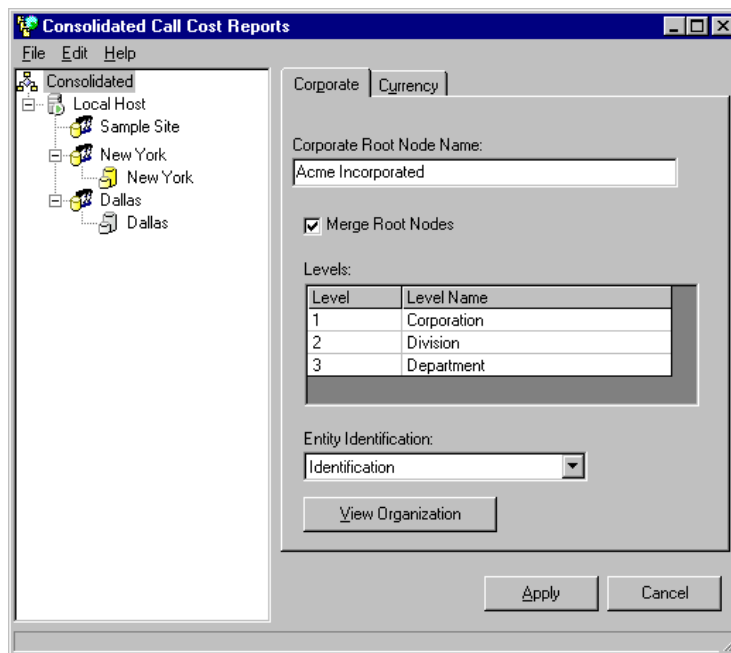 Consolidated Call Cost Reports
File Edit Help
Consolidated
Local Host
Sample Site
New York
New York
Dallas
Dallas
Corporate Currency
Corporate Root Node Name:
Acme Incorporated
Merge Root Nodes
Levels:
Level Level Name
1 Corporation
2 Division
3 Department
Entity Identification:
Identification
View Organization
Apply Cancel